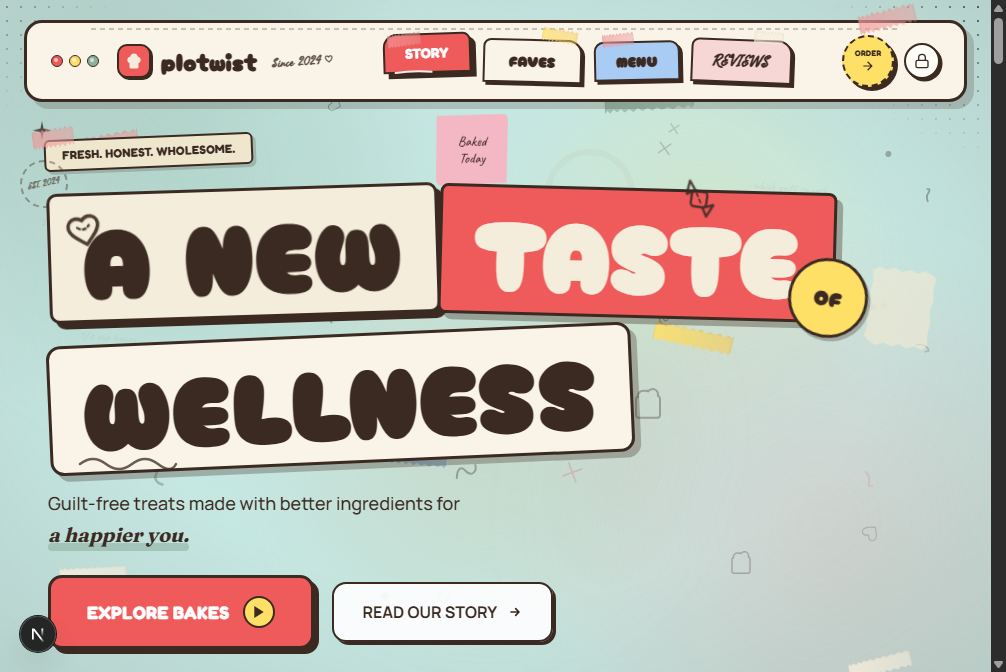 plotwist
Since 2024 ♡
STORY
FAVES
MENU
REVIEWS
ORDER
→
FRESH. HONEST. WHOLESOME.
EST. 2024
Baked
Today
A NEW
TASTE
OF
WELLNESS
Guilt-free treats made with better ingredients for
a happier you.
EXPLORE BAKES
READ OUR STORY →
N